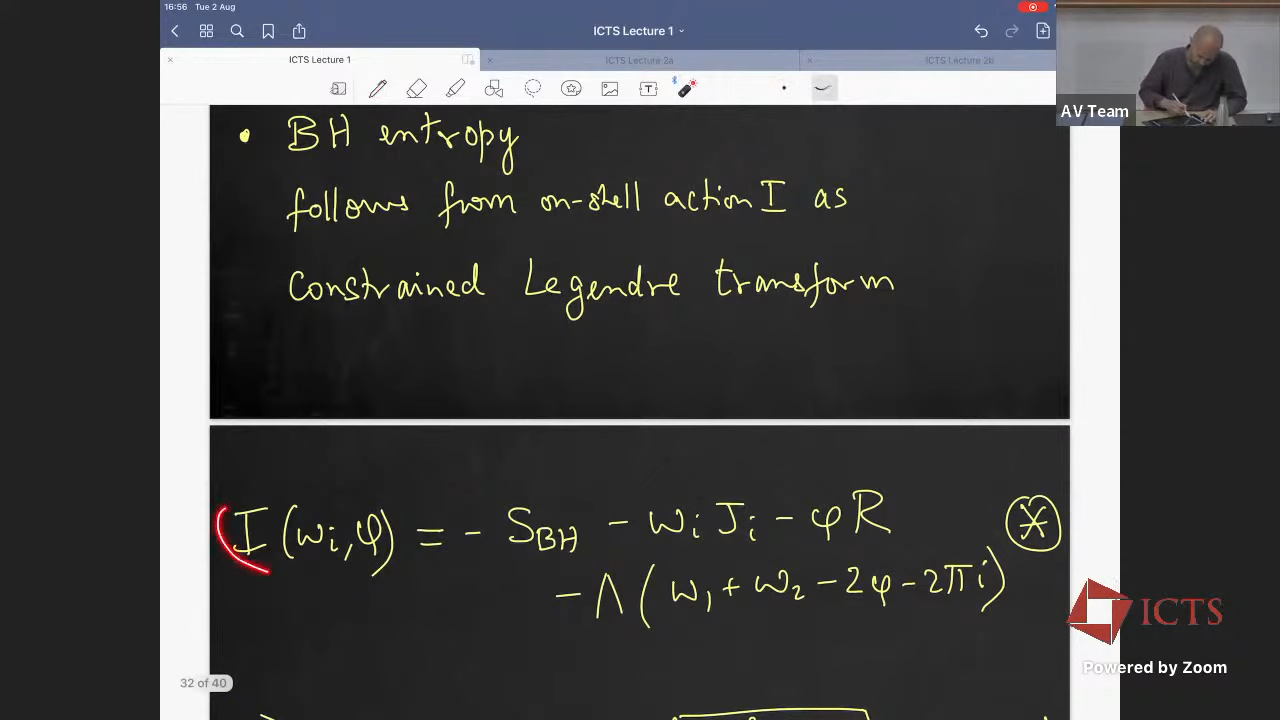 16:56 Tue 2 Aug
ICTS Lecture 1
ICTS Lecture 1
ICTS Lecture 2a
ICTS Lecture 2b
AV Team
• BH entropy
follows from on-shell action I as
constrained Legendre transform
I (ωi, φ) = - S_BH - ωi Ji - φR ⊛
- Λ ( ω1 + ω2 - 2φ - 2πi )
ICTS
Powered by Zoom
32 of 40